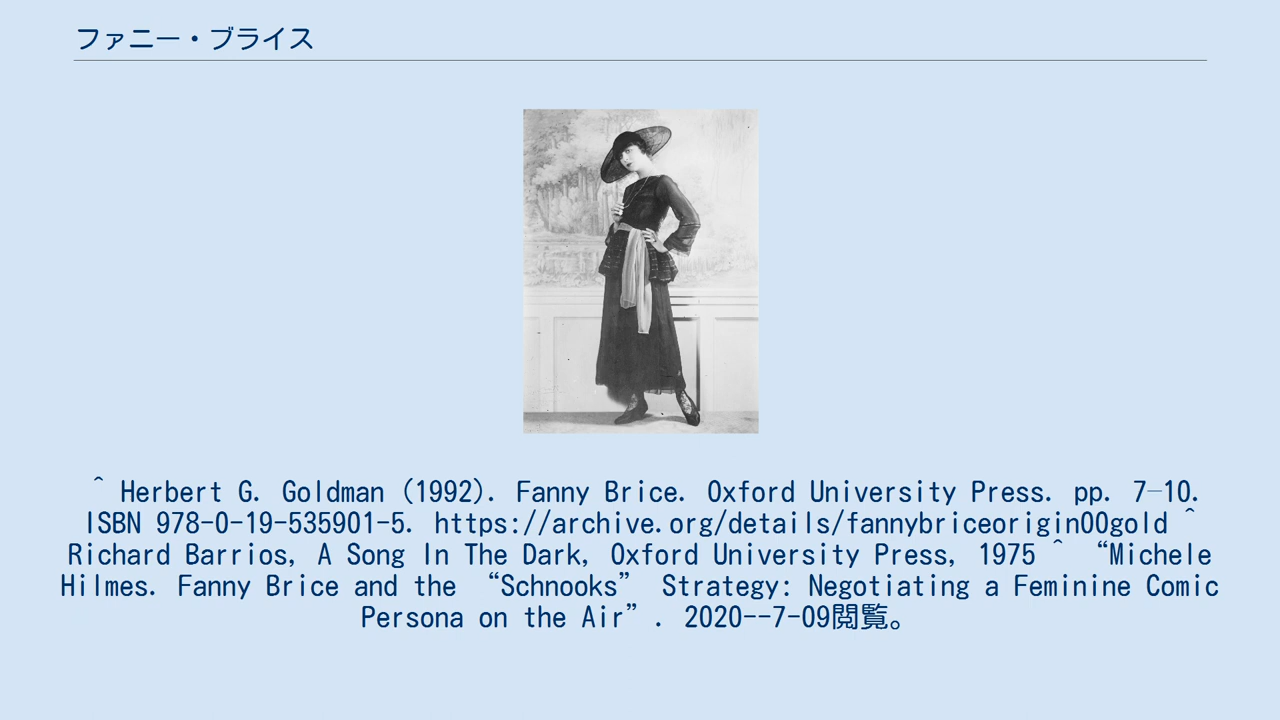 ファニー・ブライス
^ Herbert G. Goldman (1992). Fanny Brice. Oxford University Press. pp. 7–10.
ISBN 978-0-19-535901-5. https://archive.org/details/fannybriceorigin00gold ^
Richard Barrios, A Song In The Dark, Oxford University Press, 1975 ^ “Michele
Hilmes. Fanny Brice and the “Schnooks” Strategy: Negotiating a Feminine Comic
Persona on the Air”. 2020--7-09閲覧。